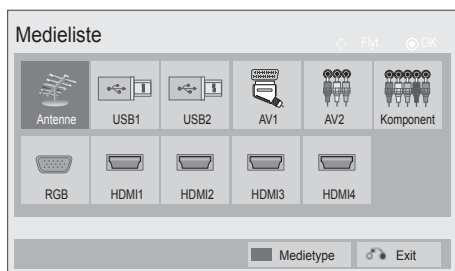 Medieliste
Flyt OK
Antenne USB1 USB2 AV1 AV2 Komponent
RGB HDMI1 HDMI2 HDMI3 HDMI4
Medietype Exit